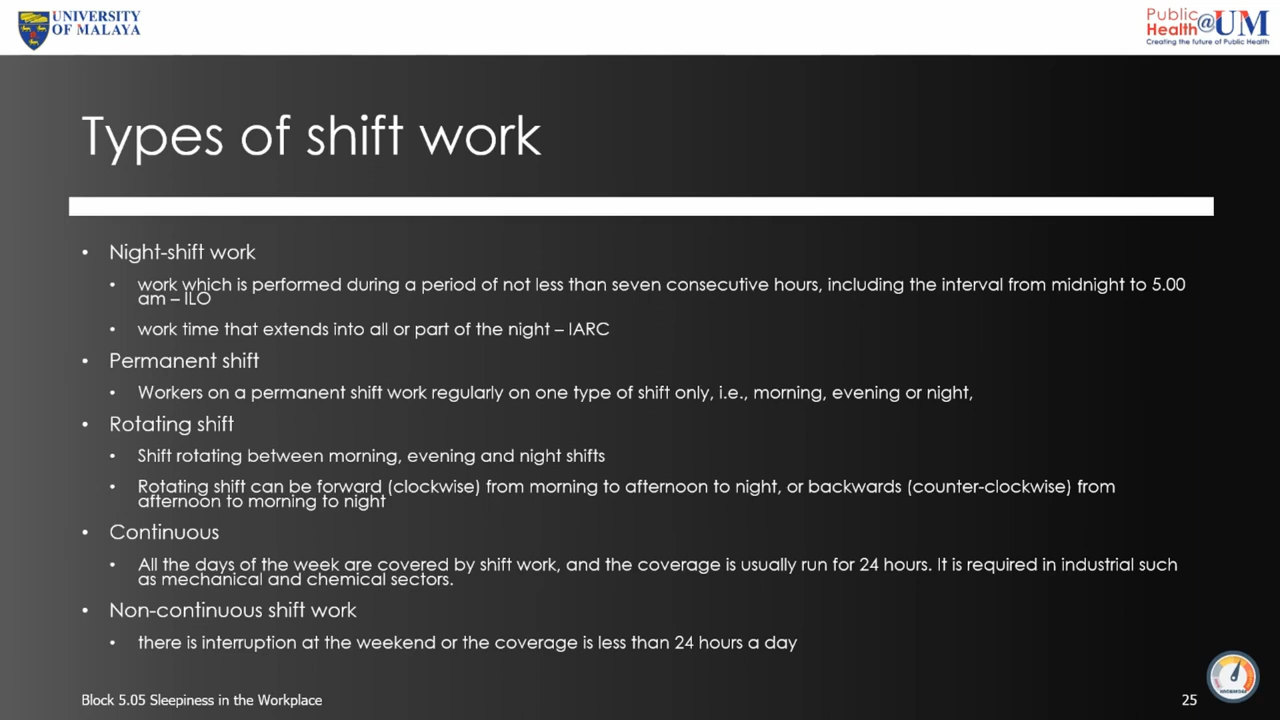 UNIVERSITY
OF MALAYA
Public
Health@UM
Creating the future of Public Health
Types of shift work
• Night-shift work
• work which is performed during a period of not less than seven consecutive hours, including the interval from midnight to 5.00
am – ILO
• work time that extends into all or part of the night – IARC
• Permanent shift
• Workers on a permanent shift work regularly on one type of shift only, i.e., morning, evening or night,
• Rotating shift
• Shift rotating between morning, evening and night shifts
• Rotating shift can be forward (clockwise) from morning to afternoon to night, or backwards (counter-clockwise) from
afternoon to morning to night
• Continuous
• All the days of the week are covered by shift work, and the coverage is usually run for 24 hours. It is required in industrial such
as mechanical and chemical sectors.
• Non-continuous shift work
• there is interruption at the weekend or the coverage is less than 24 hours a day
Block 5.05 Sleepiness in the Workplace
25